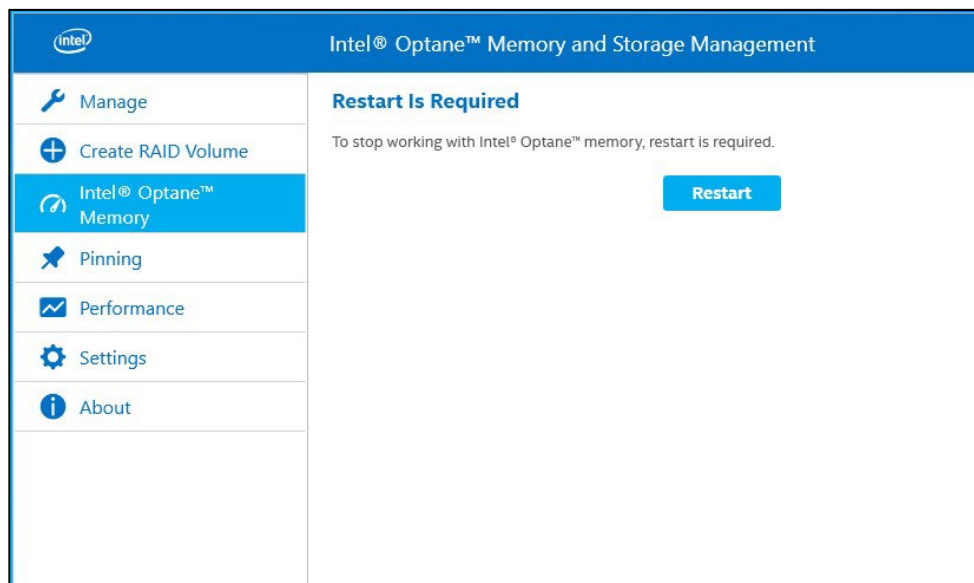 intel®
Intel® Optane™ Memory and Storage Management
Manage
Create RAID Volume
Intel® Optane™
Memory
Pinning
Performance
Settings
About
Restart Is Required
To stop working with Intel® Optane™ memory, restart is required.
Restart